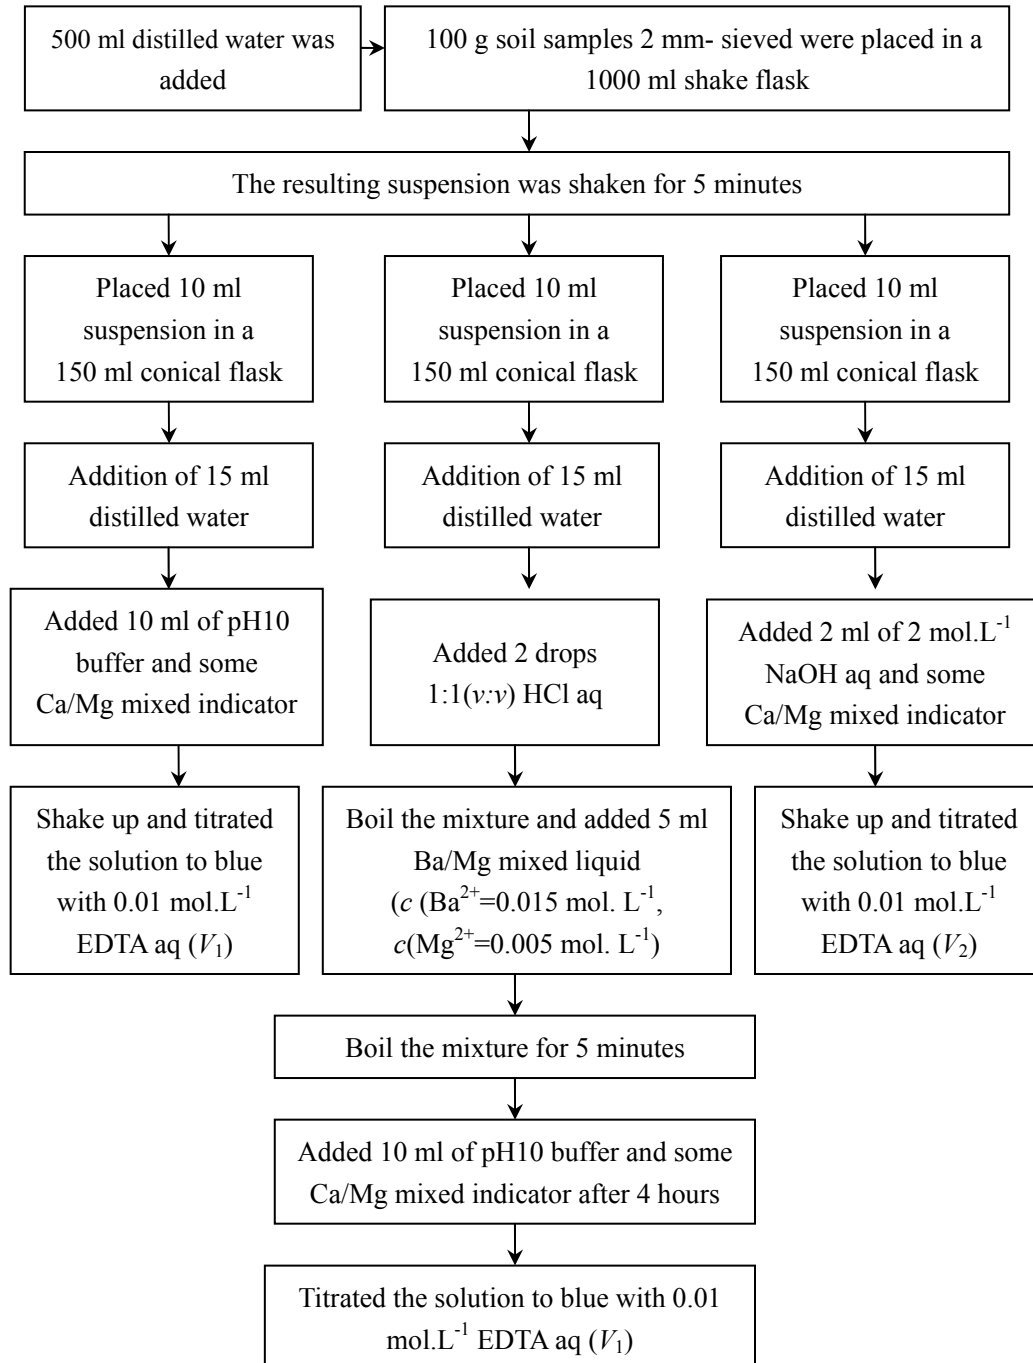 500 ml distilled water was
added
100 g soil samples 2 mm- sieved were placed in a
1000 ml shake flask
The resulting suspension was shaken for 5 minutes
Placed 10 ml
suspension in a
150 ml conical flask
Placed 10 ml
suspension in a
150 ml conical flask
Placed 10 ml
suspension in a
150 ml conical flask
Addition of 15 ml
distilled water
Addition of 15 ml
distilled water
Addition of 15 ml
distilled water
Added 10 ml of pH10
buffer and some
Ca/Mg mixed indicator
Added 2 drops
1:1(v:v) HCl aq
Added 2 ml of 2 mol.L⁻¹
NaOH aq and some
Ca/Mg mixed indicator
Shake up and titrated
the solution to blue
with 0.01 mol.L⁻¹
EDTA aq (V₁)
Boil the mixture and added 5 ml
Ba/Mg mixed liquid
(c (Ba²⁺=0.015 mol. L⁻¹,
c(Mg²⁺=0.005 mol. L⁻¹)
Shake up and titrated
the solution to blue
with 0.01 mol.L⁻¹
EDTA aq (V₂)
Boil the mixture for 5 minutes
Added 10 ml of pH10 buffer and some
Ca/Mg mixed indicator after 4 hours
Titrated the solution to blue with 0.01
mol.L⁻¹ EDTA aq (V₁)